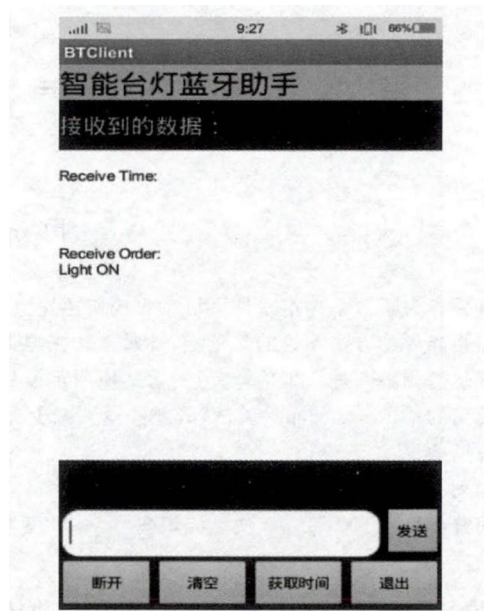 9:27 66%
BTClient
智能台灯蓝牙助手
接收到的数据：
Receive Time:
Receive Order:
Light ON
发送
断开 清空 获取时间 退出